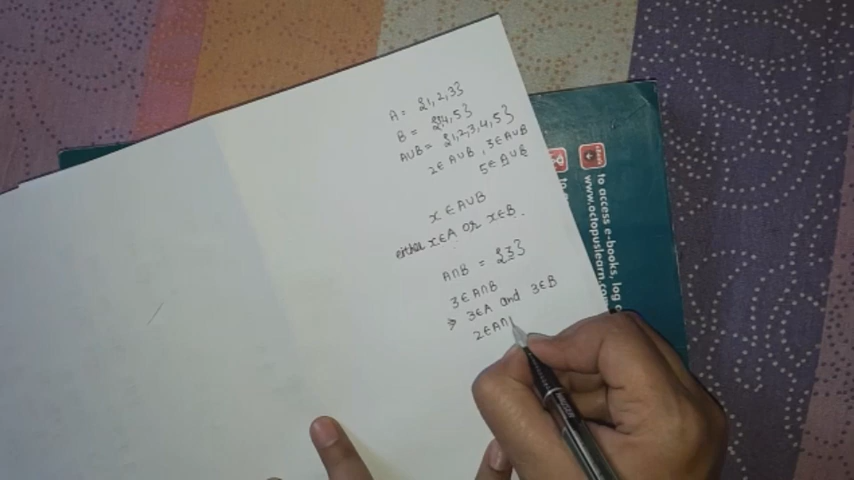 A = {1,2,3}
B = {3,4,5}
A∪B = {1,2,3,4,5}
2∈ A∪B , 3∈A∪B
5∈ A∪B
x ∈ A∪B
either x∈A or x∈B.
A∩B = {3}
3∈ A∩B
⇒ 3∈A and 3∈B
2∈A∩
to access e-books, log
www.octopuslearn.com